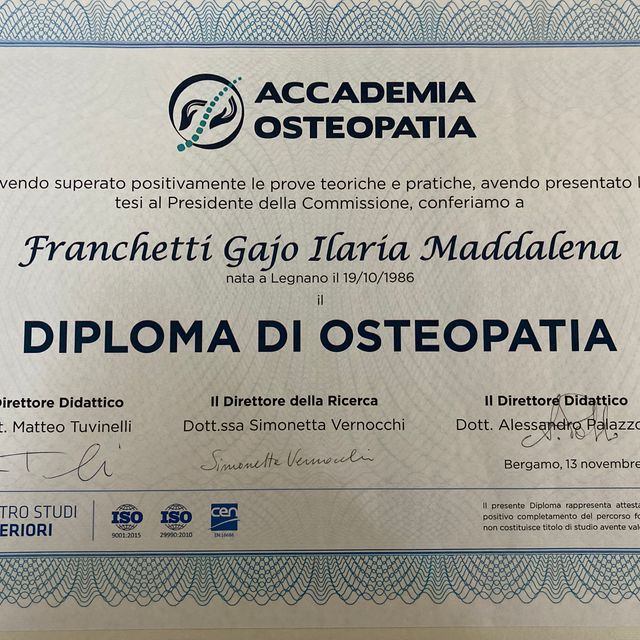 ACCADEMIA
OSTEOPATIA
vendo superato positivamente le prove teoriche e pratiche, avendo presentato l
tesi al Presidente della Commissione, conferiamo a
Franchetti Gajo Ilaria Maddalena
nata a Legnano il 19/10/1986
il
DIPLOMA DI OSTEOPATIA
Direttore Didattico Il Direttore della Ricerca Il Direttore Didattico
t. Matteo Tuvinelli Dott.ssa Simonetta Vernocchi Dott. Alessandro Palazzo
Simonetta Vernocchi
Bergamo, 13 novembre
TRO STUDI
ERIORI
ISO ISO cen
9001:2015 29990:2010 EN 16686
Il presente Diploma rappresenta attesta
positivo completamento del percorso fo
non costituisce titolo di studio avente val